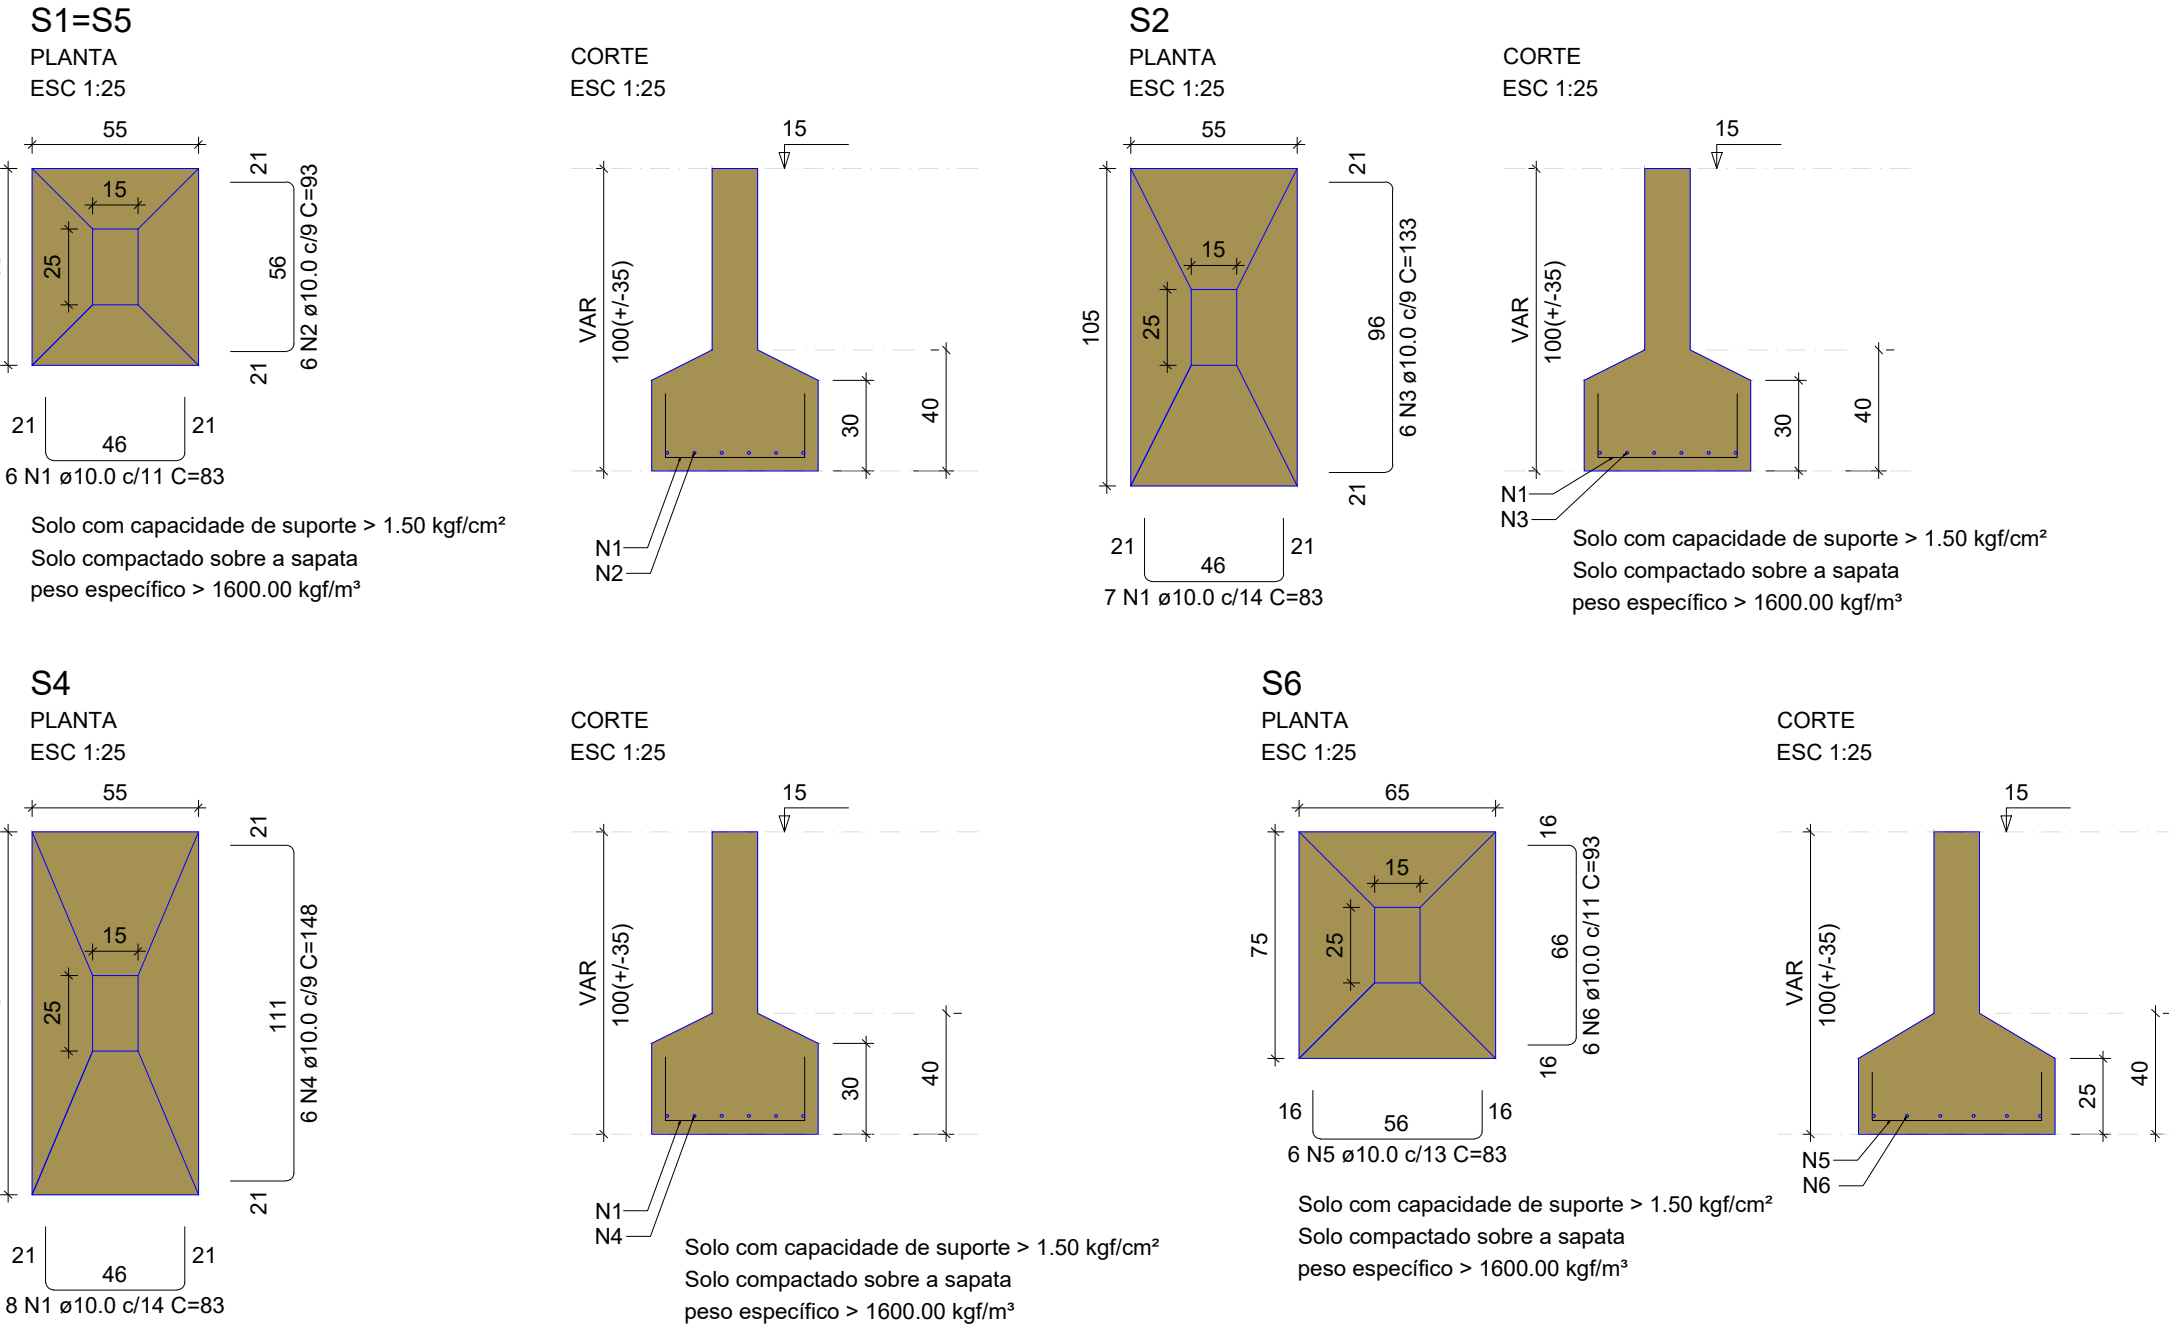 S1=S5
PLANTA
ESC 1:25
55
15
25
21
56
21
6 N2 ø10.0 c/9 C=93
21
46
21
6 N1 ø10.0 c/11 C=83
CORTE
ESC 1:25
15
VAR
100(+/-35)
30
40
N1
N2
Solo com capacidade de suporte > 1.50 kgf/cm²
Solo compactado sobre a sapata
peso específico > 1600.00 kgf/m³
S2
PLANTA
ESC 1:25
55
105
15
25
21
96
21
6 N3 ø10.0 c/9 C=133
21
46
21
7 N1 ø10.0 c/14 C=83
CORTE
ESC 1:25
15
VAR
100(+/-35)
30
40
N1
N3
Solo com capacidade de suporte > 1.50 kgf/cm²
Solo compactado sobre a sapata
peso específico > 1600.00 kgf/m³
S4
PLANTA
ESC 1:25
55
15
25
21
111
21
6 N4 ø10.0 c/9 C=148
21
46
21
8 N1 ø10.0 c/14 C=83
CORTE
ESC 1:25
15
VAR
100(+/-35)
30
40
N1
N4
Solo com capacidade de suporte > 1.50 kgf/cm²
Solo compactado sobre a sapata
peso específico > 1600.00 kgf/m³
S6
PLANTA
ESC 1:25
65
75
15
25
16
66
16
6 N6 ø10.0 c/11 C=93
16
56
16
6 N5 ø10.0 c/13 C=83
CORTE
ESC 1:25
15
VAR
100(+/-35)
25
40
N5
N6
Solo com capacidade de suporte > 1.50 kgf/cm²
Solo compactado sobre a sapata
peso específico > 1600.00 kgf/m³